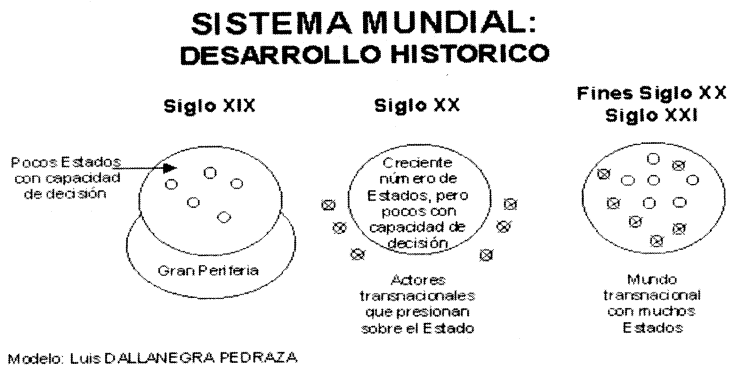 SISTEMA MUNDIAL:
DESARROLLO HISTORICO
Siglo XIX
Pocos Estados
con capacidad
de decisión
Gran Periferia
Siglo XX
Creciente
número de
Estados, pero
pocos con
capacidad de
decisión
Actores
transnacionales
que presionan
sobre el Estado
Fines Siglo XX
Siglo XXI
Mundo
transnacional
con muchos
Estados
Modelo: Luis DALLANEGRA PEDRAZA